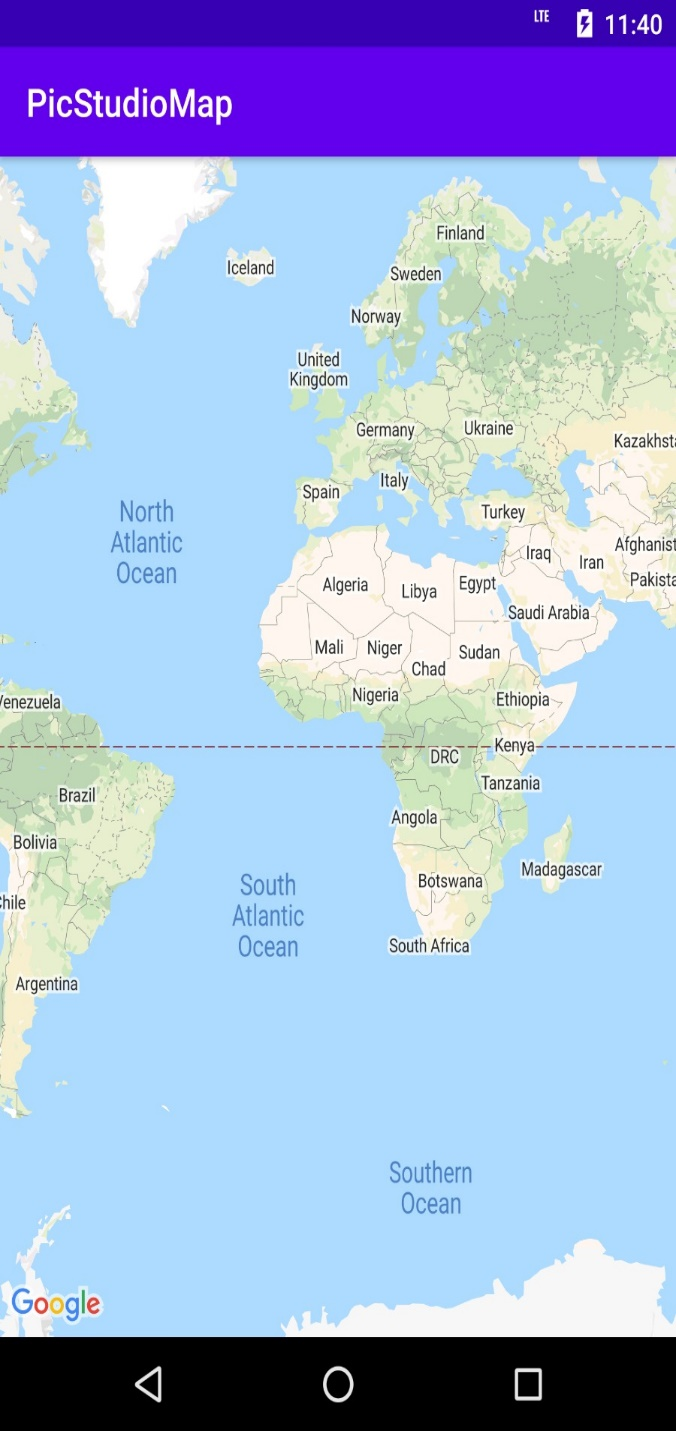 LTE 11:40
PicStudioMap
Finland
Iceland
Sweden
Norway
United
Kingdom
Germany
Ukraine
Kazakhsta
Italy
Spain
North
Atlantic
Ocean
Turkey
Iraq
Iran
Afghanist
Pakista
Algeria
Libya
Egypt
Saudi Arabia
Mali
Niger
Sudan
Chad
Nigeria
Ethiopia
Venezuela
Kenya
DRC
Tanzania
Brazil
Angola
Bolivia
Madagascar
Botswana
South
Atlantic
Ocean
hile
South Africa
Argentina
Southern
Ocean
Google